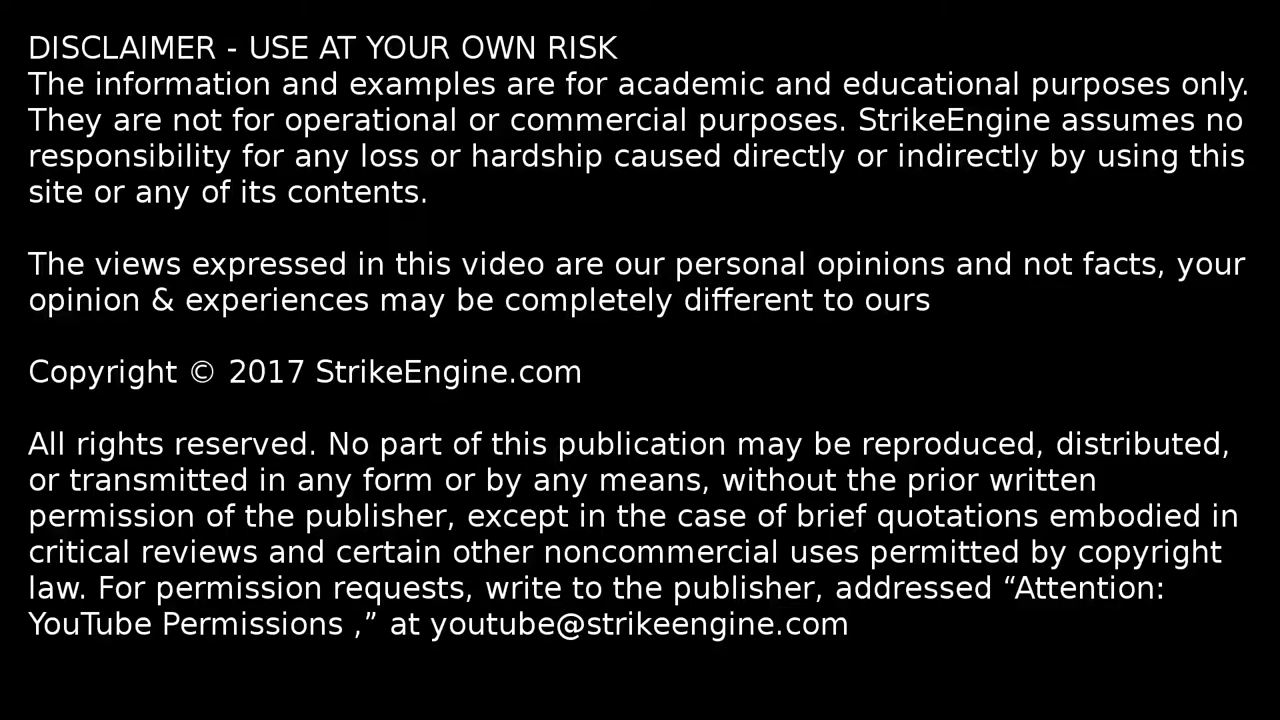 DISCLAIMER - USE AT YOUR OWN RISK
The information and examples are for academic and educational purposes only.
They are not for operational or commercial purposes. StrikeEngine assumes no
responsibility for any loss or hardship caused directly or indirectly by using this
site or any of its contents.
The views expressed in this video are our personal opinions and not facts, your
opinion & experiences may be completely different to ours
Copyright © 2017 StrikeEngine.com
All rights reserved. No part of this publication may be reproduced, distributed,
or transmitted in any form or by any means, without the prior written
permission of the publisher, except in the case of brief quotations embodied in
critical reviews and certain other noncommercial uses permitted by copyright
law. For permission requests, write to the publisher, addressed “Attention:
YouTube Permissions ,” at youtube@strikeengine.com